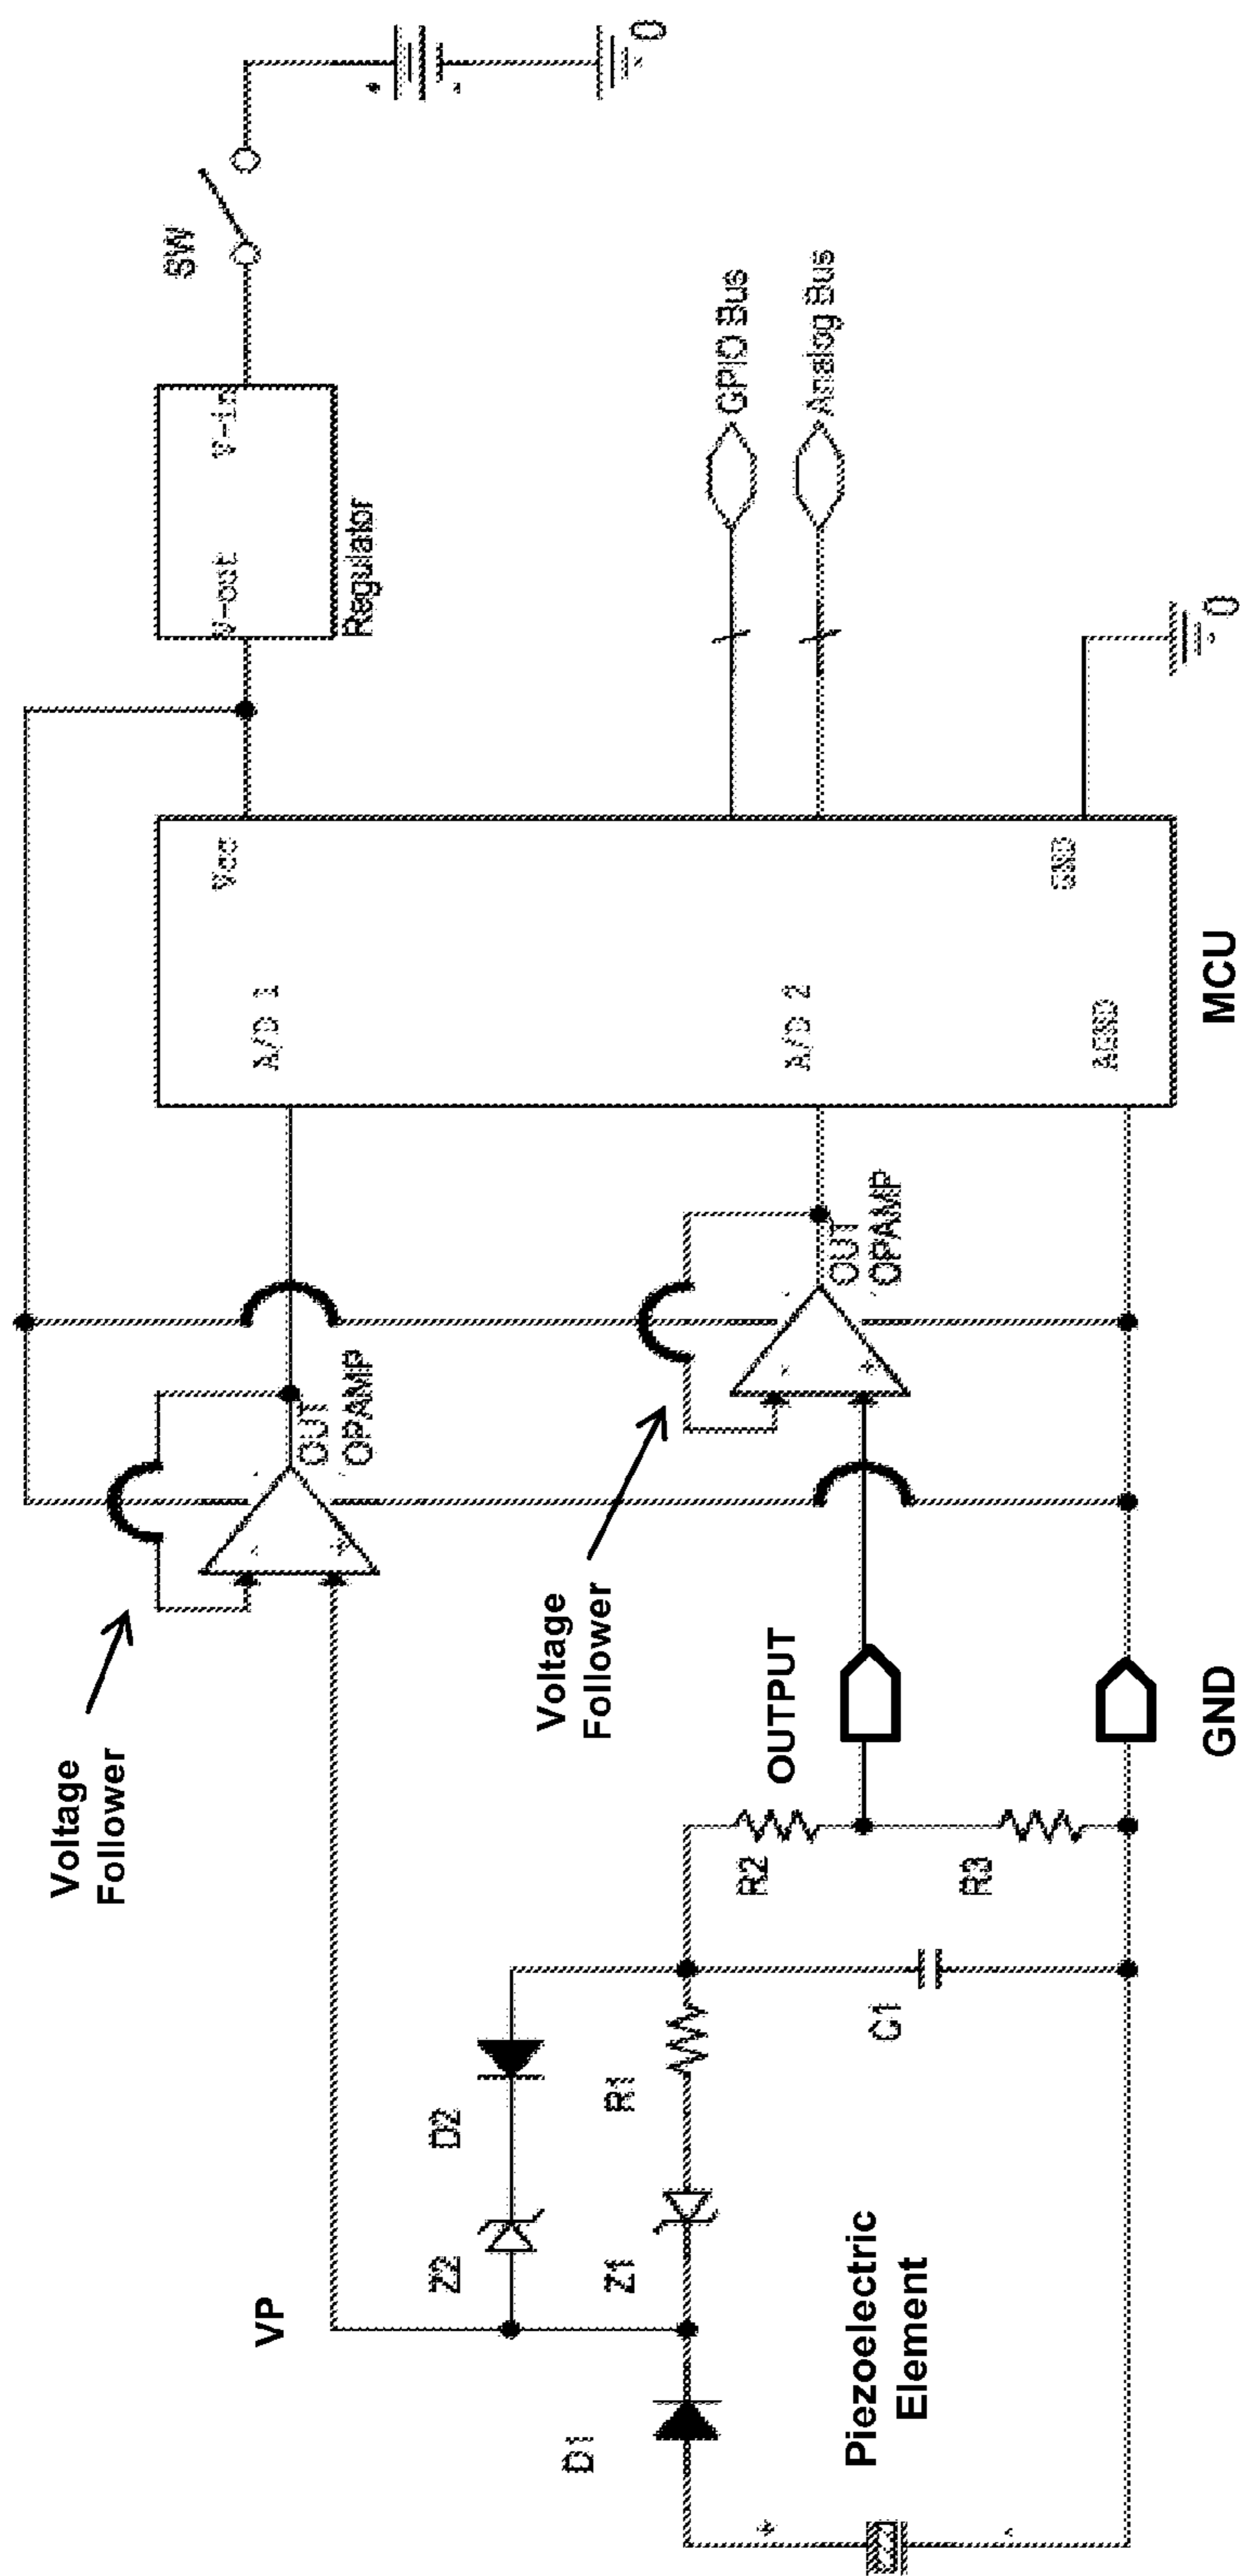 SW
0
V-out
V-in
Regulator
GPIO Bus
Analog Bus
0
Vcc
A/D 1
A/D 2
GND
AGND
MCU
OUT
OPAMP
OUT
OPAMP
Voltage
Follower
Voltage
Follower
OUTPUT
GND
VP
Z2
D2
Z1
R1
R2
R3
C1
D1
Piezoelectric
Element